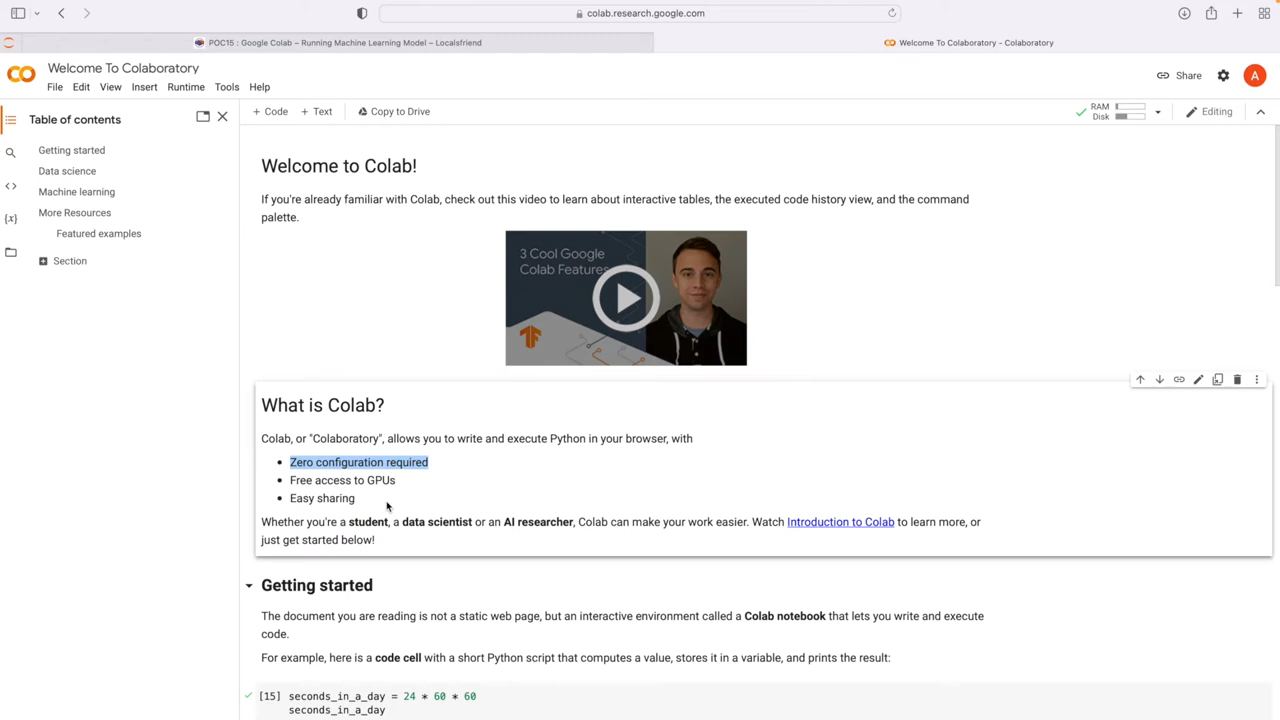 colab.research.google.com
POC15 : Google Colab – Running Machine Learning Model – Localsfriend
Welcome To Colaboratory - Colaboratory
Welcome To Colaboratory
File Edit View Insert Runtime Tools Help
Share
A
Table of contents
+ Code + Text Copy to Drive
RAM
Disk
Editing
Getting started
Data science
Machine learning
More Resources
Featured examples
Section
Welcome to Colab!
If you're already familiar with Colab, check out this video to learn about interactive tables, the executed code history view, and the command
palette.
3 Cool Google
Colab Features
What is Colab?
Colab, or "Colaboratory", allows you to write and execute Python in your browser, with
• Zero configuration required
• Free access to GPUs
• Easy sharing
Whether you're a student, a data scientist or an AI researcher, Colab can make your work easier. Watch Introduction to Colab to learn more, or
just get started below!
Getting started
The document you are reading is not a static web page, but an interactive environment called a Colab notebook that lets you write and execute
code.
For example, here is a code cell with a short Python script that computes a value, stores it in a variable, and prints the result:
[15] seconds_in_a_day = 24 * 60 * 60
seconds_in_a_day